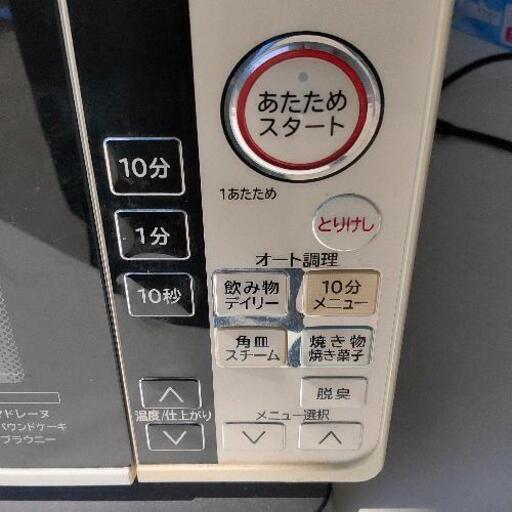 あたため
スタート
1あたため
とりけし
10分
1分
10秒
オート調理
飲み物
デイリー
10分
メニュー
角皿
スチーム
焼き物
焼き菓子
脱臭
温度/仕上がり
メニュー選択
ドレーヌ
パウンドケーキ
ブラウニー